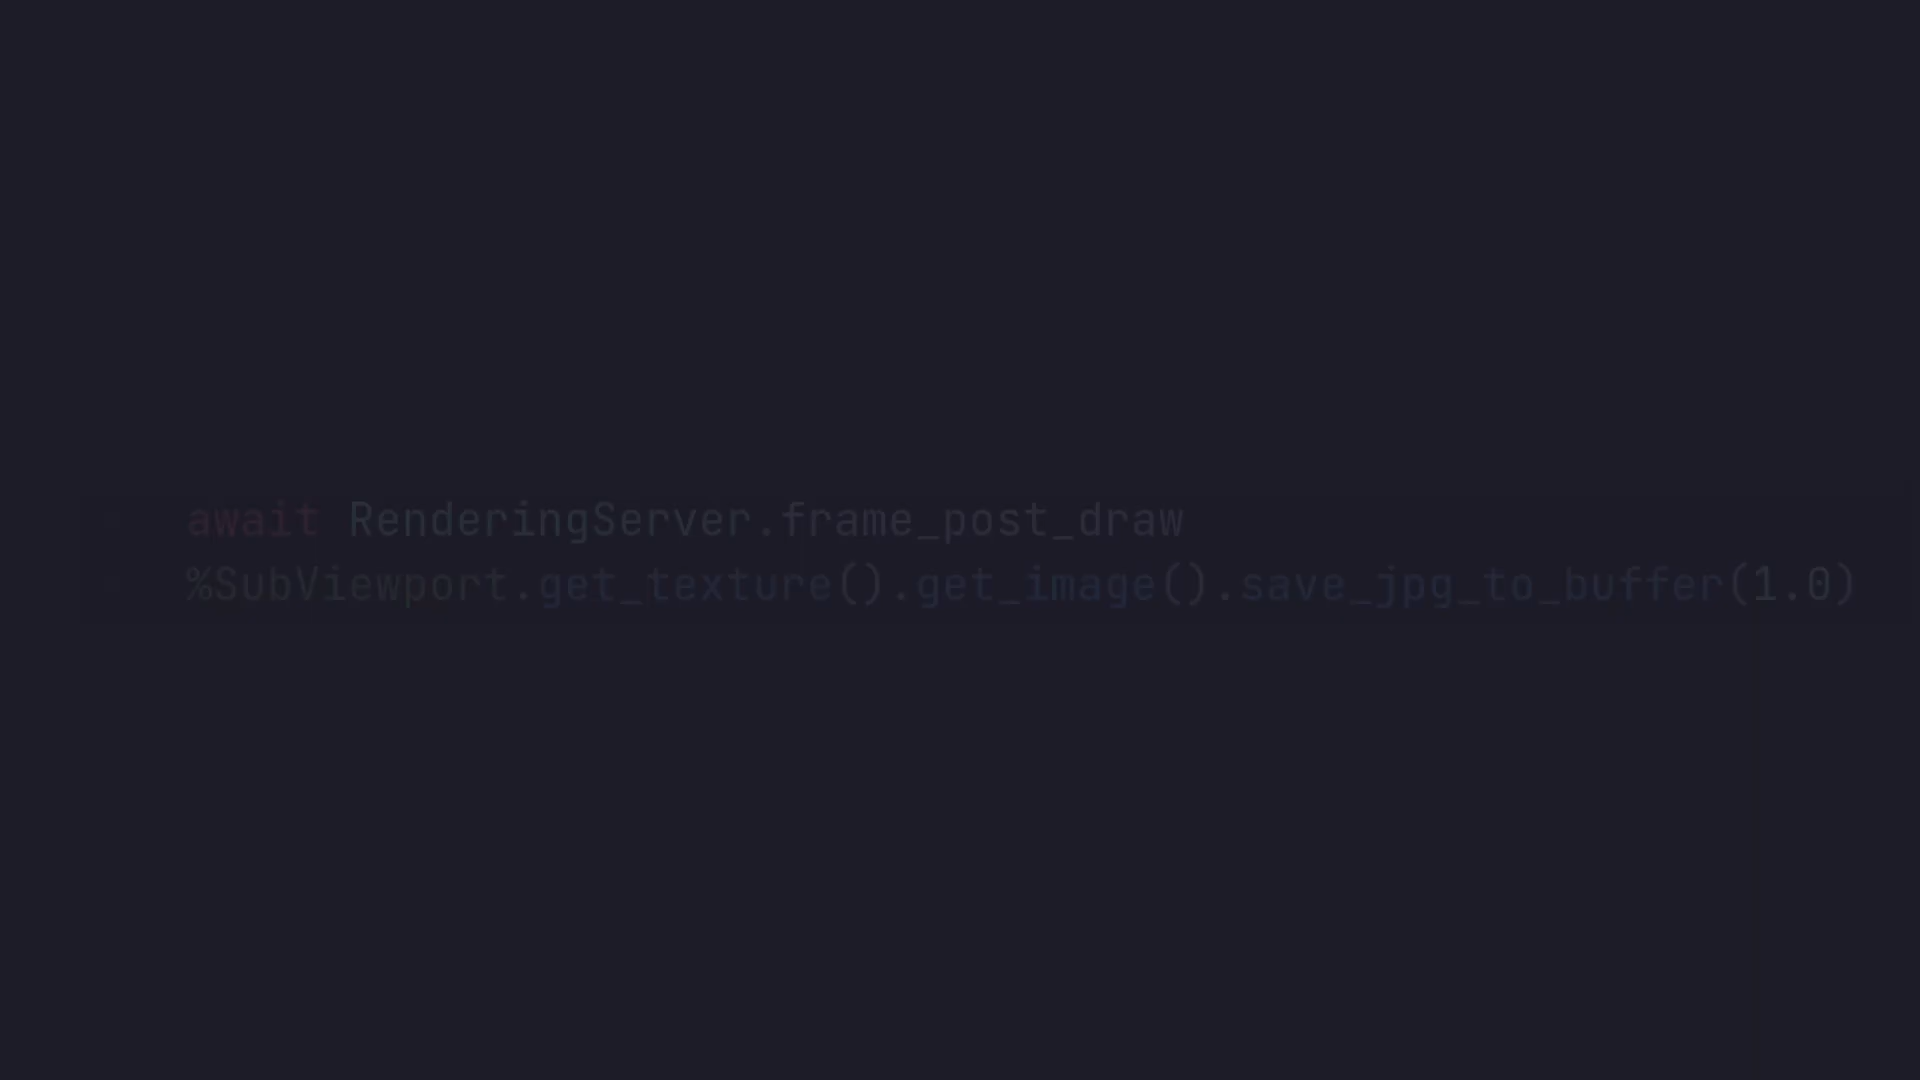 await RenderingServer.frame_post_draw
%SubViewport.get_texture().get_image().save_jpg_to_buffer(1.0)